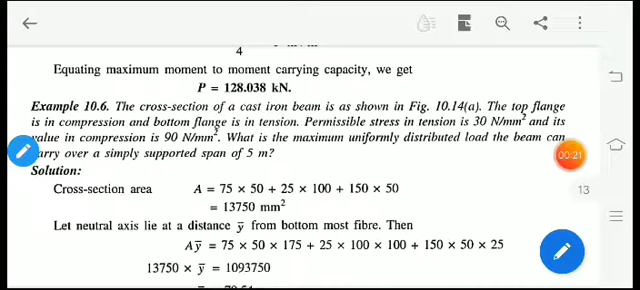 4
Equating maximum moment to moment carrying capacity, we get
P = 128.038 kN.
Example 10.6. The cross-section of a cast iron beam is as shown in Fig. 10.14(a). The top flange
is in compression and bottom flange is in tension. Permissible stress in tension is 30 N/mm² and its
value in compression is 90 N/mm². What is the maximum uniformly distributed load the beam can
carry over a simply supported span of 5 m?
00:21
Solution:
13
Cross-section area A = 75 × 50 + 25 × 100 + 150 × 50
= 13750 mm²
Let neutral axis lie at a distance y̅ from bottom most fibre. Then
Ay̅ = 75 × 50 × 175 + 25 × 100 × 100 + 150 × 50 × 25
13750 × y̅ = 1093750